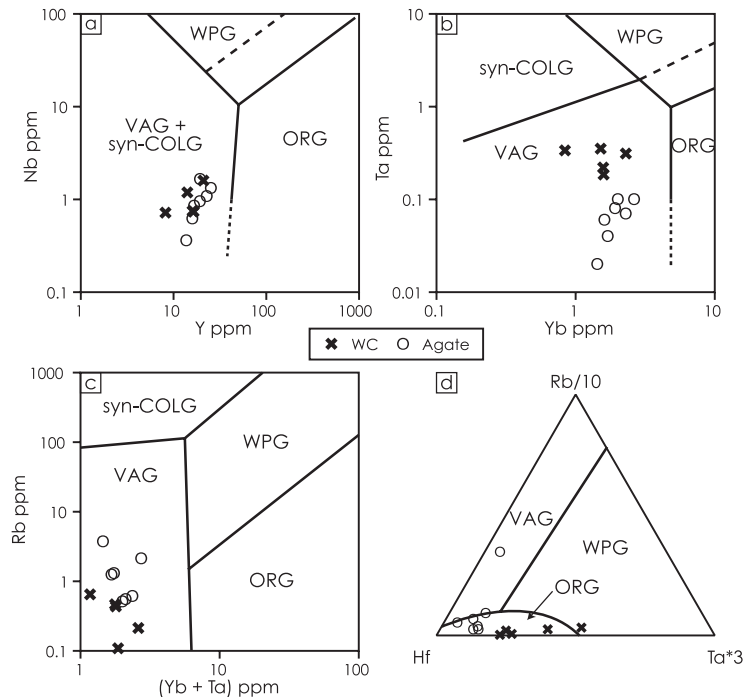 a
100
WPG
10
VAG +
syn-COLG
ORG
Nb ppm
1
0.1
1
10
100
1000
Y ppm
b
10
WPG
syn-COLG
1
VAG
ORG
Ta ppm
0.1
0.01
0.1
1
10
Yb ppm
WC
Agate
c
1000
syn-COLG
100
WPG
VAG
10
Rb ppm
1
ORG
0.1
1
10
100
(Yb + Ta) ppm
d
Rb/10
VAG
WPG
ORG
Hf
Ta*3